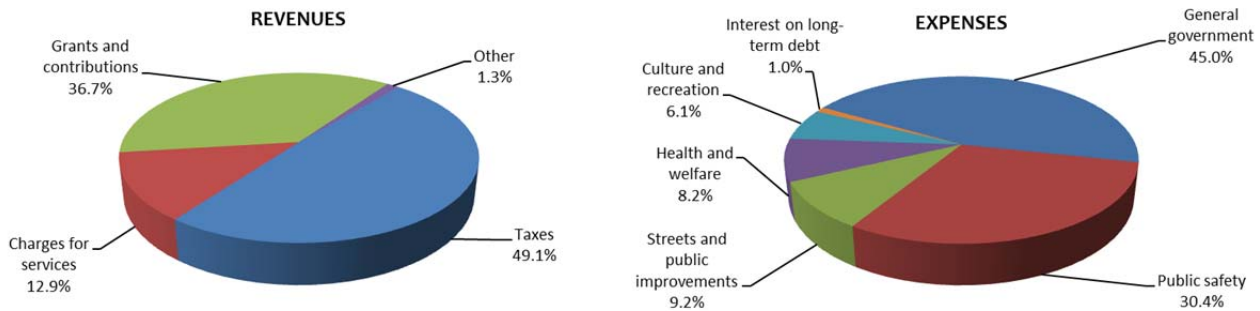 REVENUES
Grants and
contributions
36.7%
Other
1.3%
Charges for
services
12.9%
Taxes
49.1%
EXPENSES
Interest on long-
term debt
1.0%
General
government
45.0%
Culture and
recreation
6.1%
Health and
welfare
8.2%
Streets and
public
improvements
9.2%
Public safety
30.4%